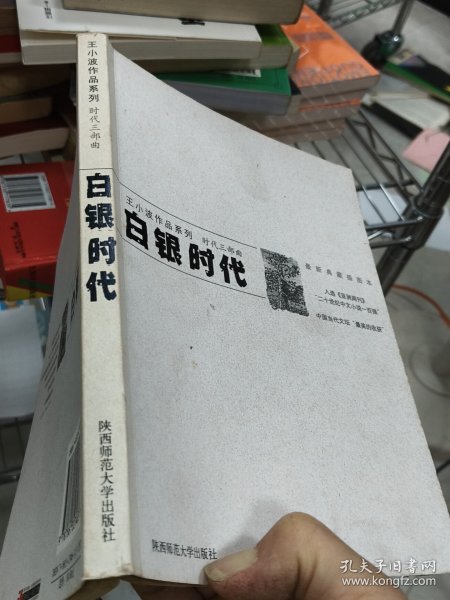 王小波作品系列 时代三部曲
白银时代
陕西师范大学出版社
王小波作品系列 时代三部曲
白银时代
最新典藏插图本
入选《亚洲周刊》
"二十世纪中文小说一百强"
中国当代文坛"最美的收获"
陕西师范大学出版社
孔夫子旧书网
www.kongfz.com